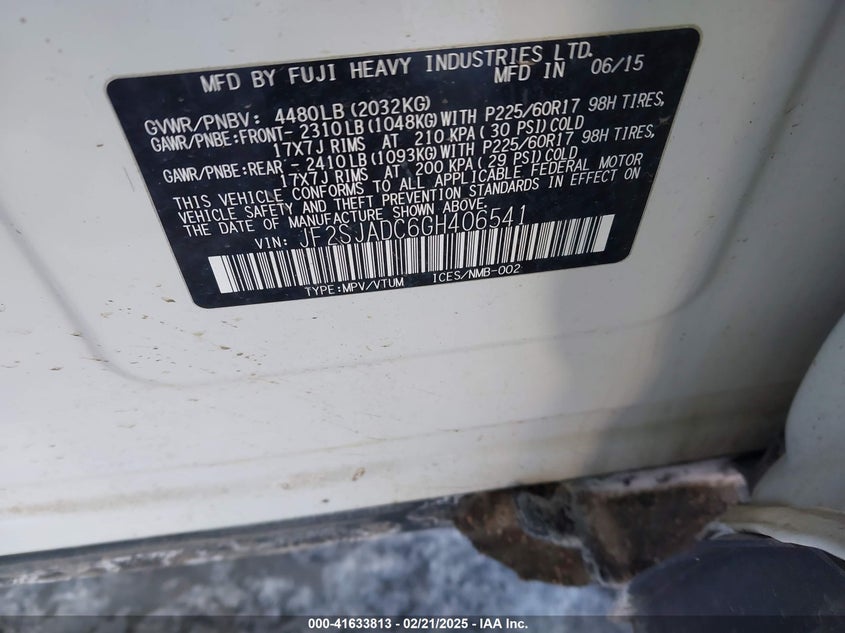 MFD BY FUJI HEAVY INDUSTRIES LTD.
MFD IN 06/15
GVWR/PNBV: 4480LB(2032KG)
GAWR/PNBE:FRONT- 2310LB(1048KG)WITH P225/60R17 98H TIRES,
17X7J RIMS AT 210 KPA(30 PSI)COLD
GAWR/PNBE:REAR - 2410LB(1093KG)WITH P225/60R17 98H TIRES,
17X7J RIMS AT 200 KPA(29 PSI)COLD
THIS VEHICLE CONFORMS TO ALL APPLICABLE FEDERAL MOTOR
VEHICLE SAFETY AND THEFT PREVENTION STANDARDS IN EFFECT ON
THE DATE OF MANUFACTURE SHOWN ABOVE.
VIN: JF2SJADC6GH406541
TYPE:MPV/VTUM ICES/NMB-002
000-41633813 - 02/21/2025 - IAA Inc.